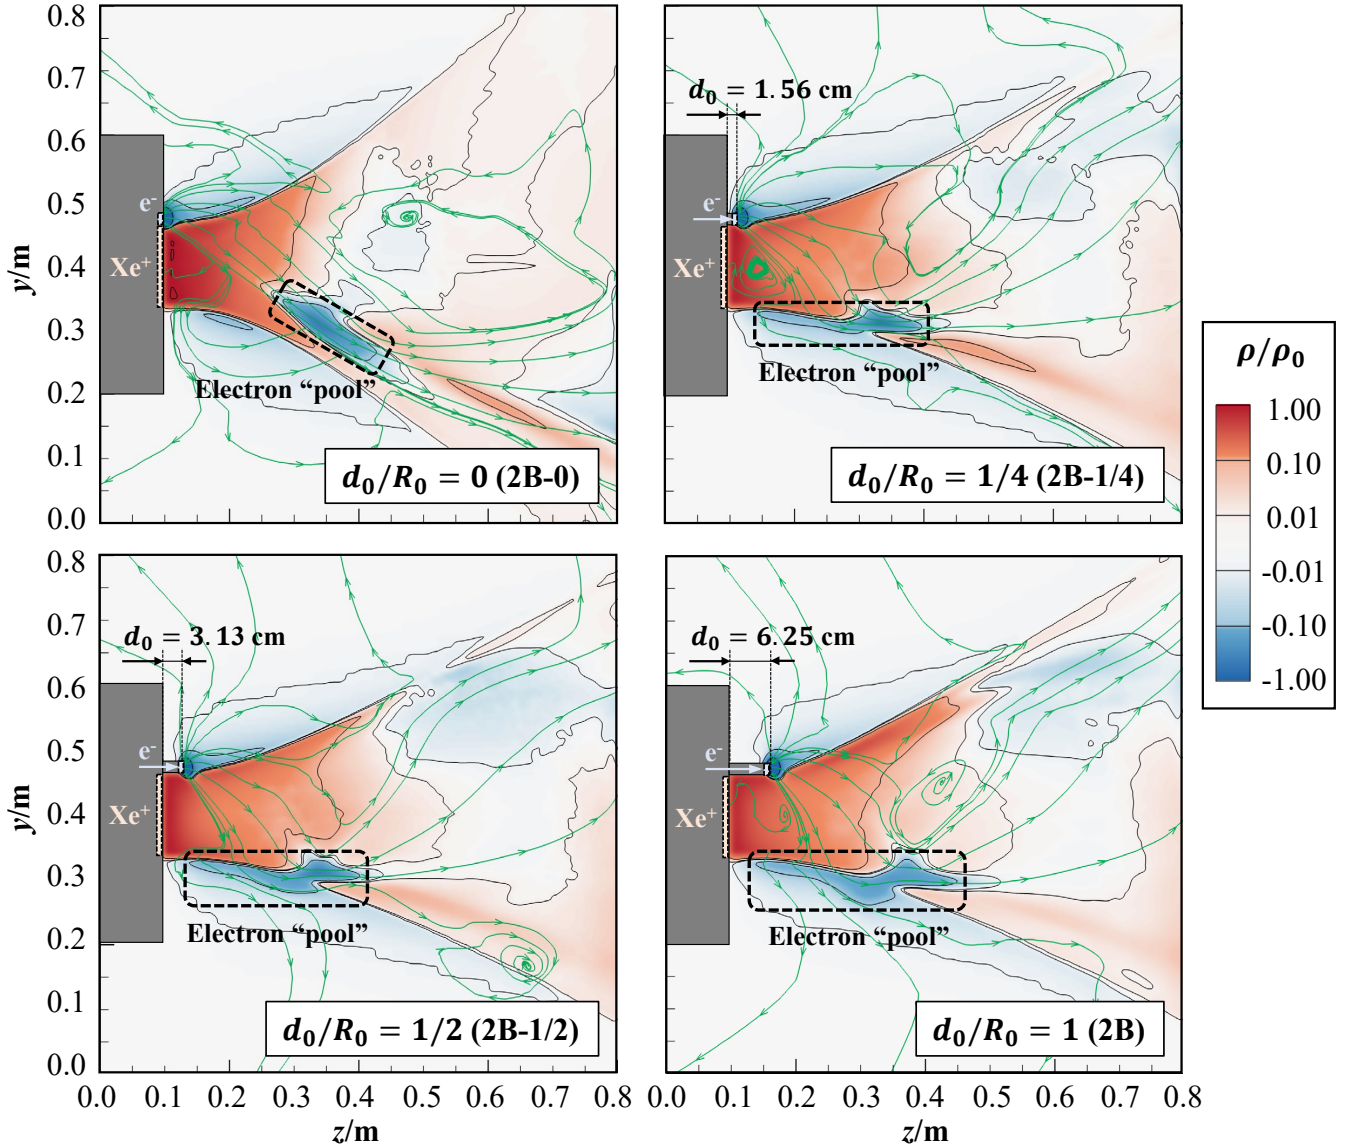 0.8
0.7
0.6
0.5
0.4
0.3
0.2
0.1
0.0
y/m
e-
Xe+
Electron “pool”
d₀/R₀ = 0 (2B-0)
d₀ = 1.56 cm
e-
Xe+
Electron “pool”
d₀/R₀ = 1/4 (2B-1/4)
ρ/ρ₀
1.00
0.10
0.01
-0.01
-0.10
-1.00
0.8
0.7
0.6
0.5
0.4
0.3
0.2
0.1
0.0
y/m
d₀ = 3.13 cm
e-
Xe+
Electron “pool”
d₀/R₀ = 1/2 (2B-1/2)
0.0 0.1 0.2 0.3 0.4 0.5 0.6 0.7 0.8
z/m
d₀ = 6.25 cm
e-
Xe+
Electron “pool”
d₀/R₀ = 1 (2B)
0.1 0.2 0.3 0.4 0.5 0.6 0.7 0.8
z/m